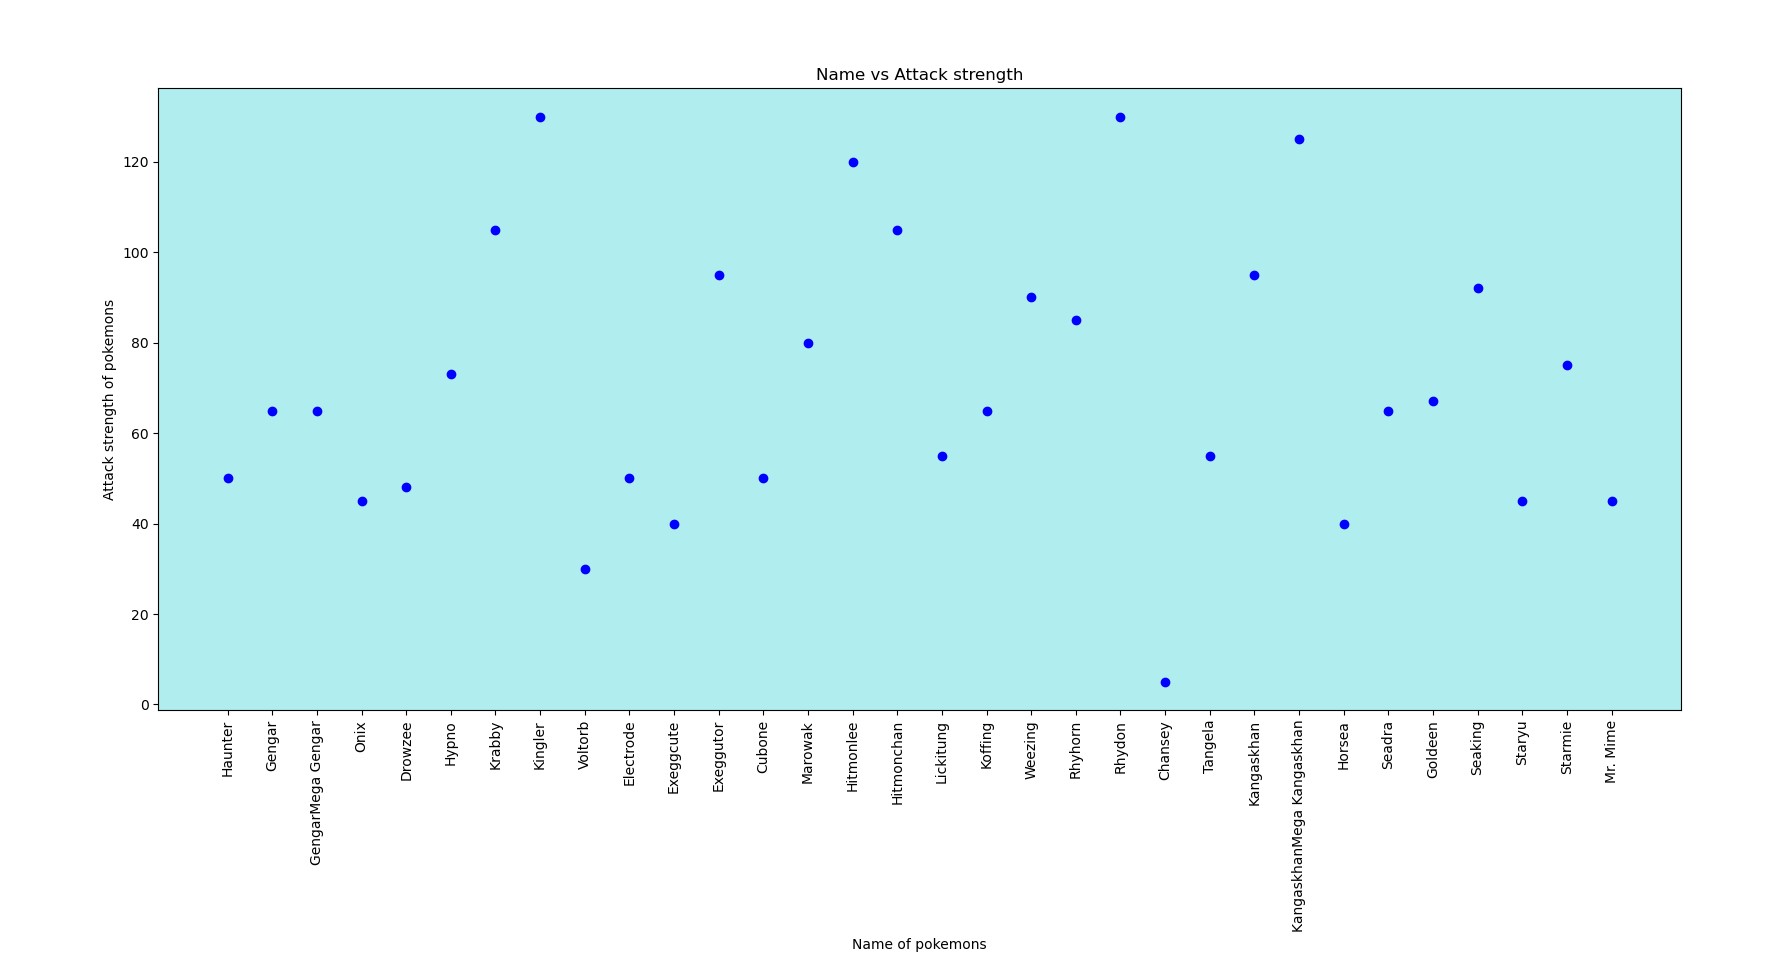 Name vs Attack strength
Attack strength of pokemons
120
100
80
60
40
20
0
Haunter
Gengar
GengarMega Gengar
Onix
Drowzee
Hypno
Krabby
Kingler
Voltorb
Electrode
Exeggcute
Exeggutor
Cubone
Marowak
Hitmonlee
Hitmonchan
Lickitung
Koffing
Weezing
Rhyhorn
Rhydon
Chansey
Tangela
Kangaskhan
KangaskhanMega Kangaskhan
Horsea
Seadra
Goldeen
Seaking
Staryu
Starmie
Mr. Mime
Name of pokemons